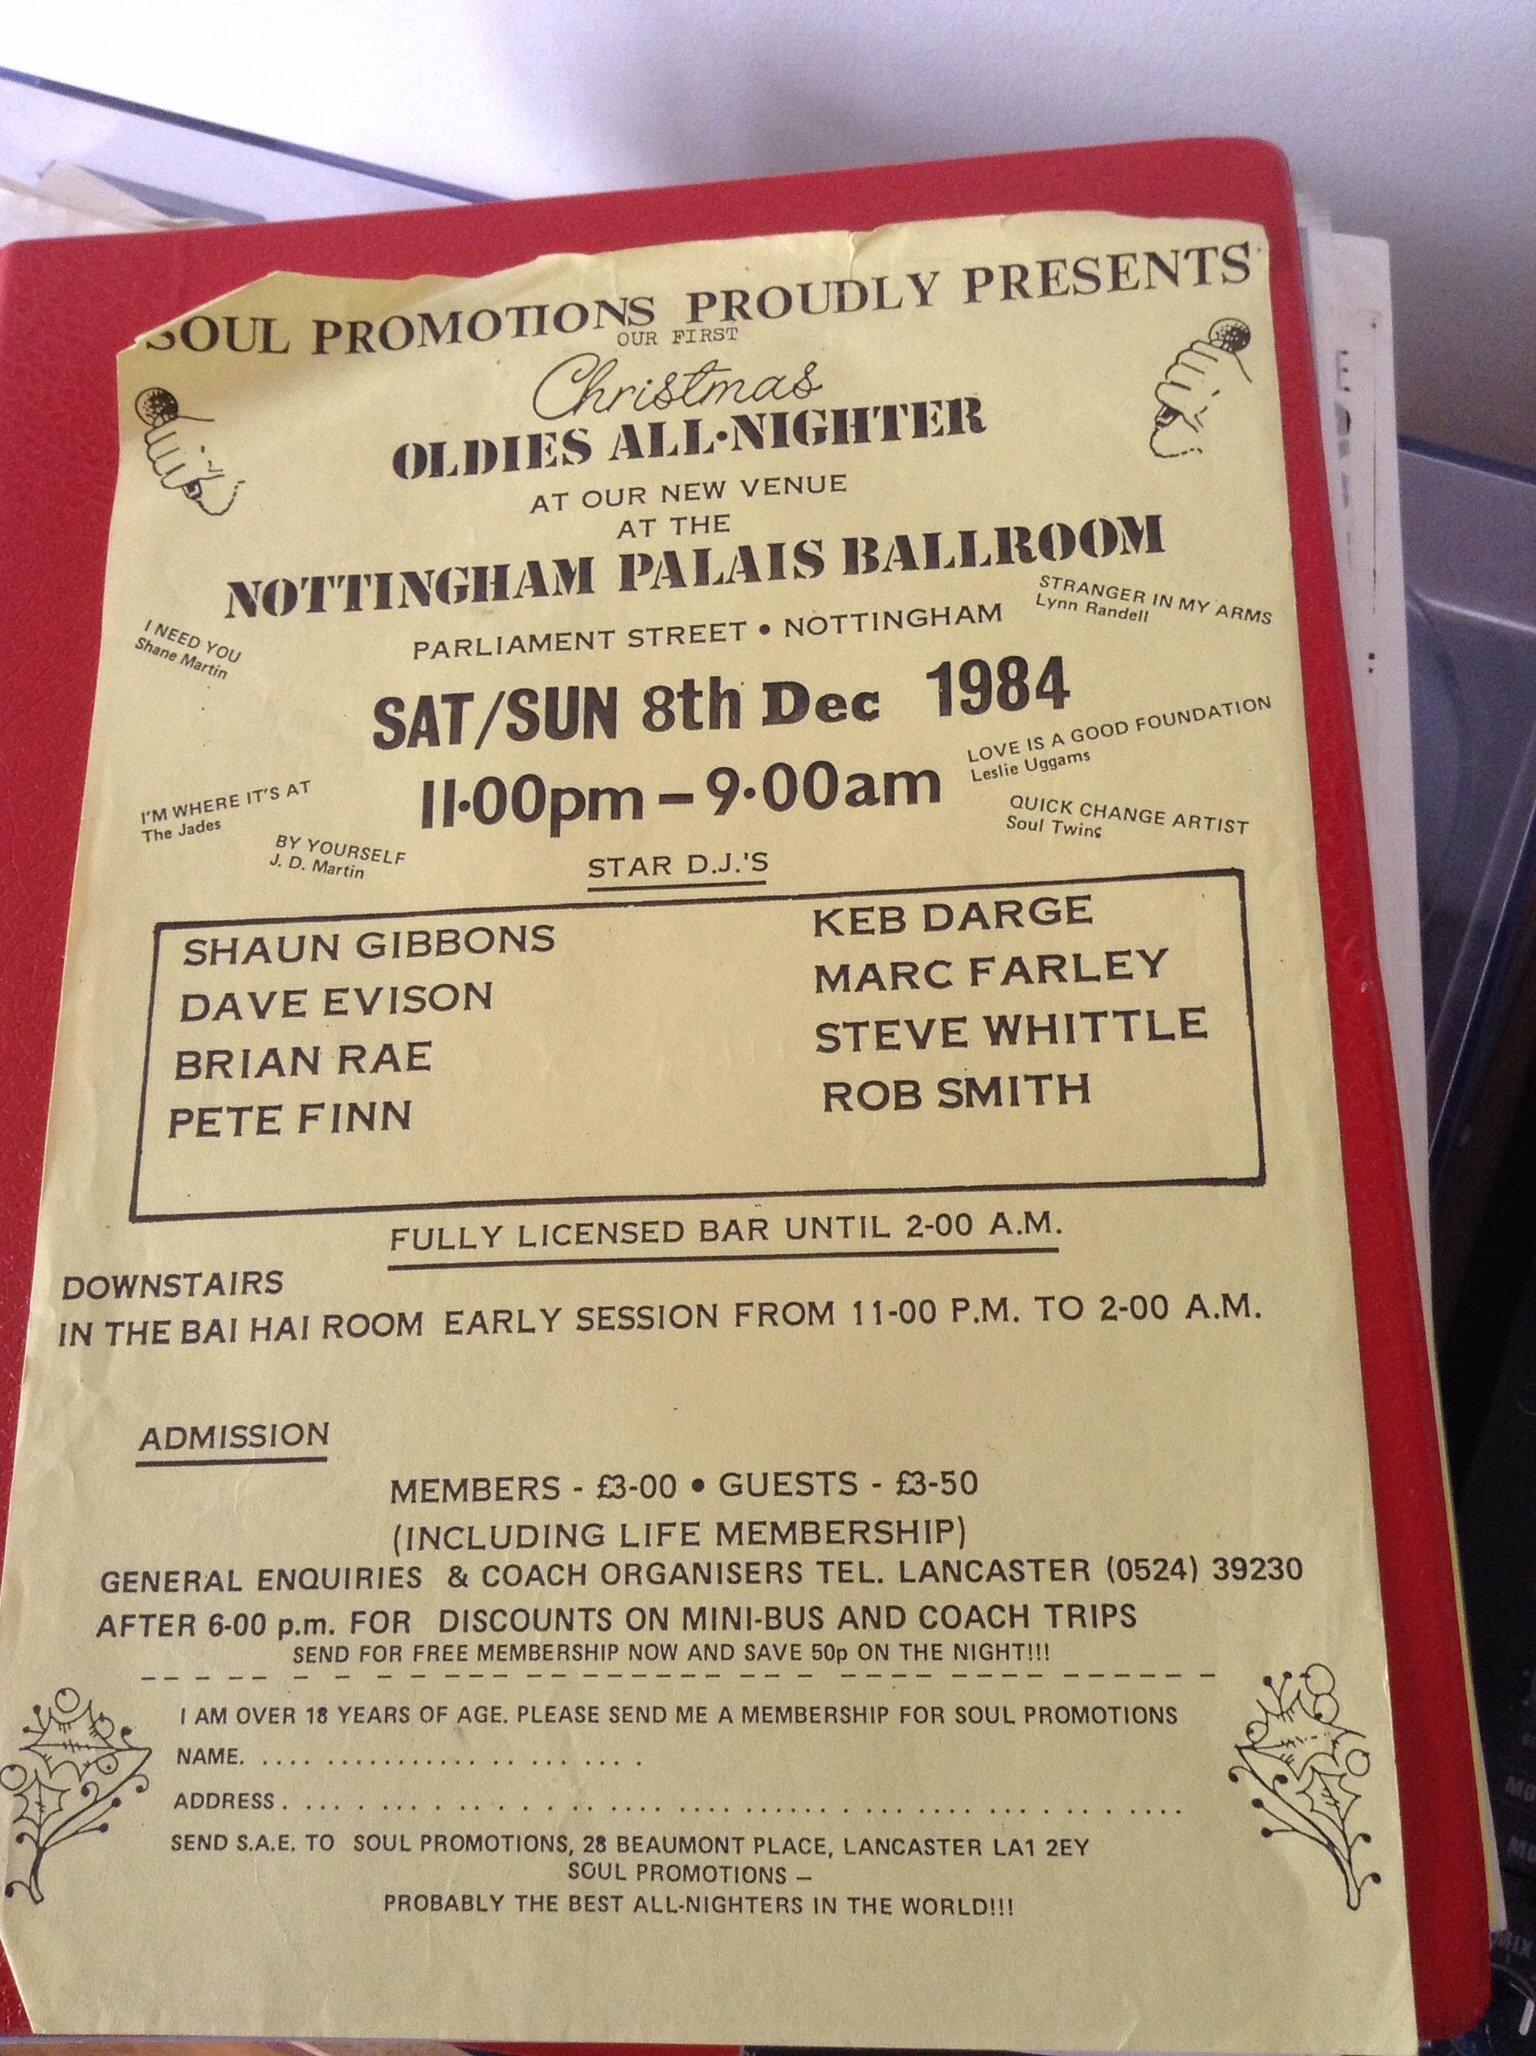 SOUL PROMOTIONS PROUDLY PRESENTS
OUR FIRST
Christmas
OLDIES ALL·NIGHTER
AT OUR NEW VENUE
AT THE
NOTTINGHAM PALAIS BALLROOM
PARLIAMENT STREET • NOTTINGHAM
STRANGER IN MY ARMS
Lynn Randell
I NEED YOU
Shane Martin
SAT/SUN 8th Dec 1984
LOVE IS A GOOD FOUNDATION
Leslie Uggams
11·00pm – 9·00am
I'M WHERE IT'S AT
The Jades
QUICK CHANGE ARTIST
Soul Twins
BY YOURSELF
J. D. Martin
STAR D.J.'S
SHAUN GIBBONS
DAVE EVISON
BRIAN RAE
PETE FINN
KEB DARGE
MARC FARLEY
STEVE WHITTLE
ROB SMITH
FULLY LICENSED BAR UNTIL 2-00 A.M.
DOWNSTAIRS
IN THE BAI HAI ROOM EARLY SESSION FROM 11-00 P.M. TO 2-00 A.M.
ADMISSION
MEMBERS - £3-00 • GUESTS - £3-50
(INCLUDING LIFE MEMBERSHIP)
GENERAL ENQUIRIES & COACH ORGANISERS TEL. LANCASTER (0524) 39230
AFTER 6-00 p.m. FOR DISCOUNTS ON MINI-BUS AND COACH TRIPS
SEND FOR FREE MEMBERSHIP NOW AND SAVE 50p ON THE NIGHT!!!
I AM OVER 18 YEARS OF AGE. PLEASE SEND ME A MEMBERSHIP FOR SOUL PROMOTIONS
NAME. . . . . . . . . . . . . . . . . . . . . . . .
ADDRESS . . . . . . . . . . . . . . . . . . . . . . . . . . . . . . . . . . . . . . . .
SEND S.A.E. TO SOUL PROMOTIONS, 28 BEAUMONT PLACE, LANCASTER LA1 2EY
SOUL PROMOTIONS –
PROBABLY THE BEST ALL-NIGHTERS IN THE WORLD!!!